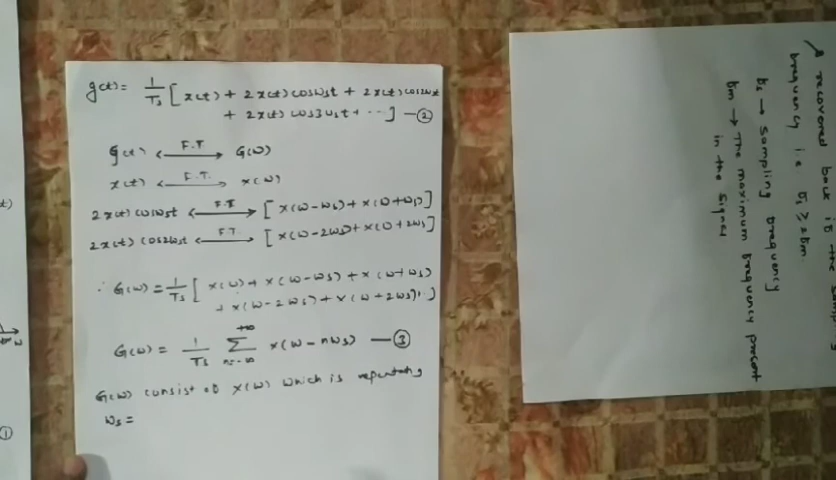 g(t) = 1/Ts [ x(t) + 2x(t) cosωst + 2x(t) cos2ωst
+ 2x(t) cos3ωst + ... ] — ②
g(t) <—F.T.—> G(ω)
x(t) <—F.T.—> X(ω)
2x(t) cosωst <—F.T.—> [ X(ω-ωs) + X(ω+ωs) ]
2x(t) cos2ωst <—F.T.—> [ X(ω-2ωs) + X(ω+2ωs) ]
∴ G(ω) = 1/Ts [ X(ω) + X(ω-ωs) + X(ω+ωs)
+ X(ω-2ωs) + X(ω+2ωs) ... ]
G(ω) = 1/Ts +∞ Σ n=-∞ X(ω-nωs) — ③
G(ω) consist of X(ω) which is repeating
ωs =
recovered back if the
frequency i.e. fs ≥ 2fm.
fs → Sampling frequency
fm → The maximum frequency present
in the signal
①